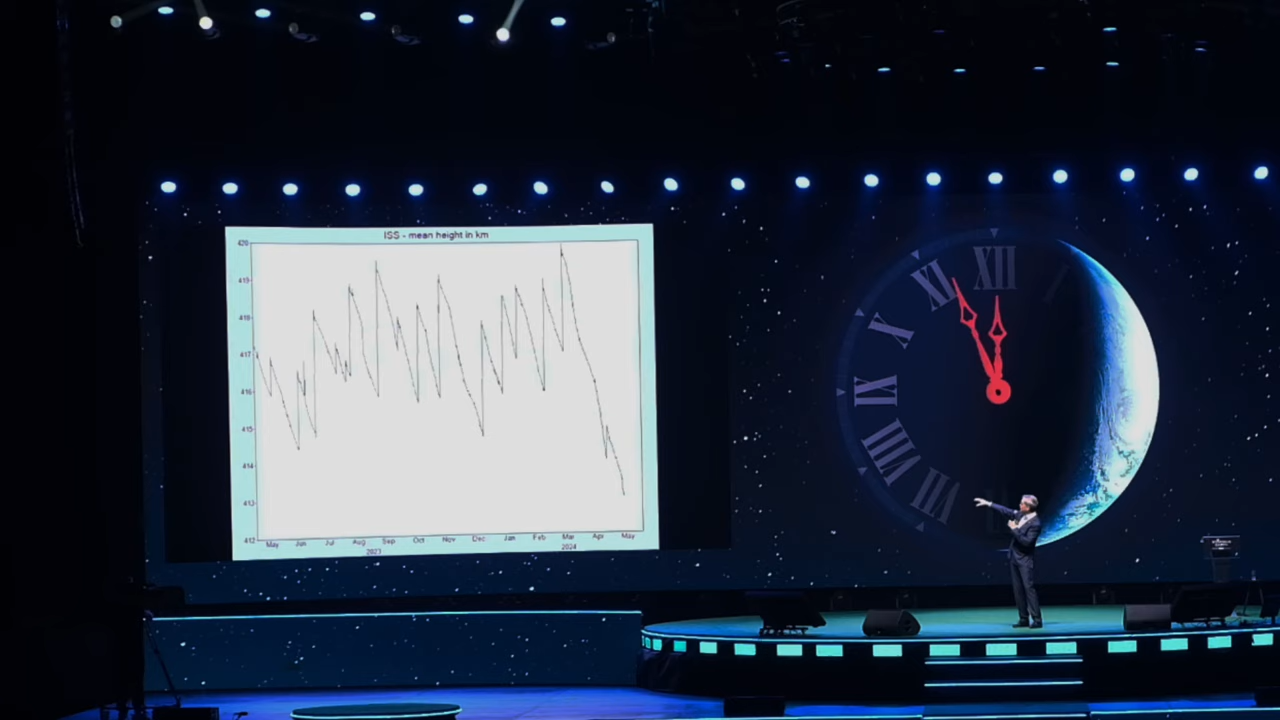 ISS - mean height in km
420
419
418
417
416
415
414
413
412
May Jun Jul Aug Sep Oct Nov Dec Jan Feb Mar Apr May
2023 2024
XII
XI
X
IX
VIII
VII